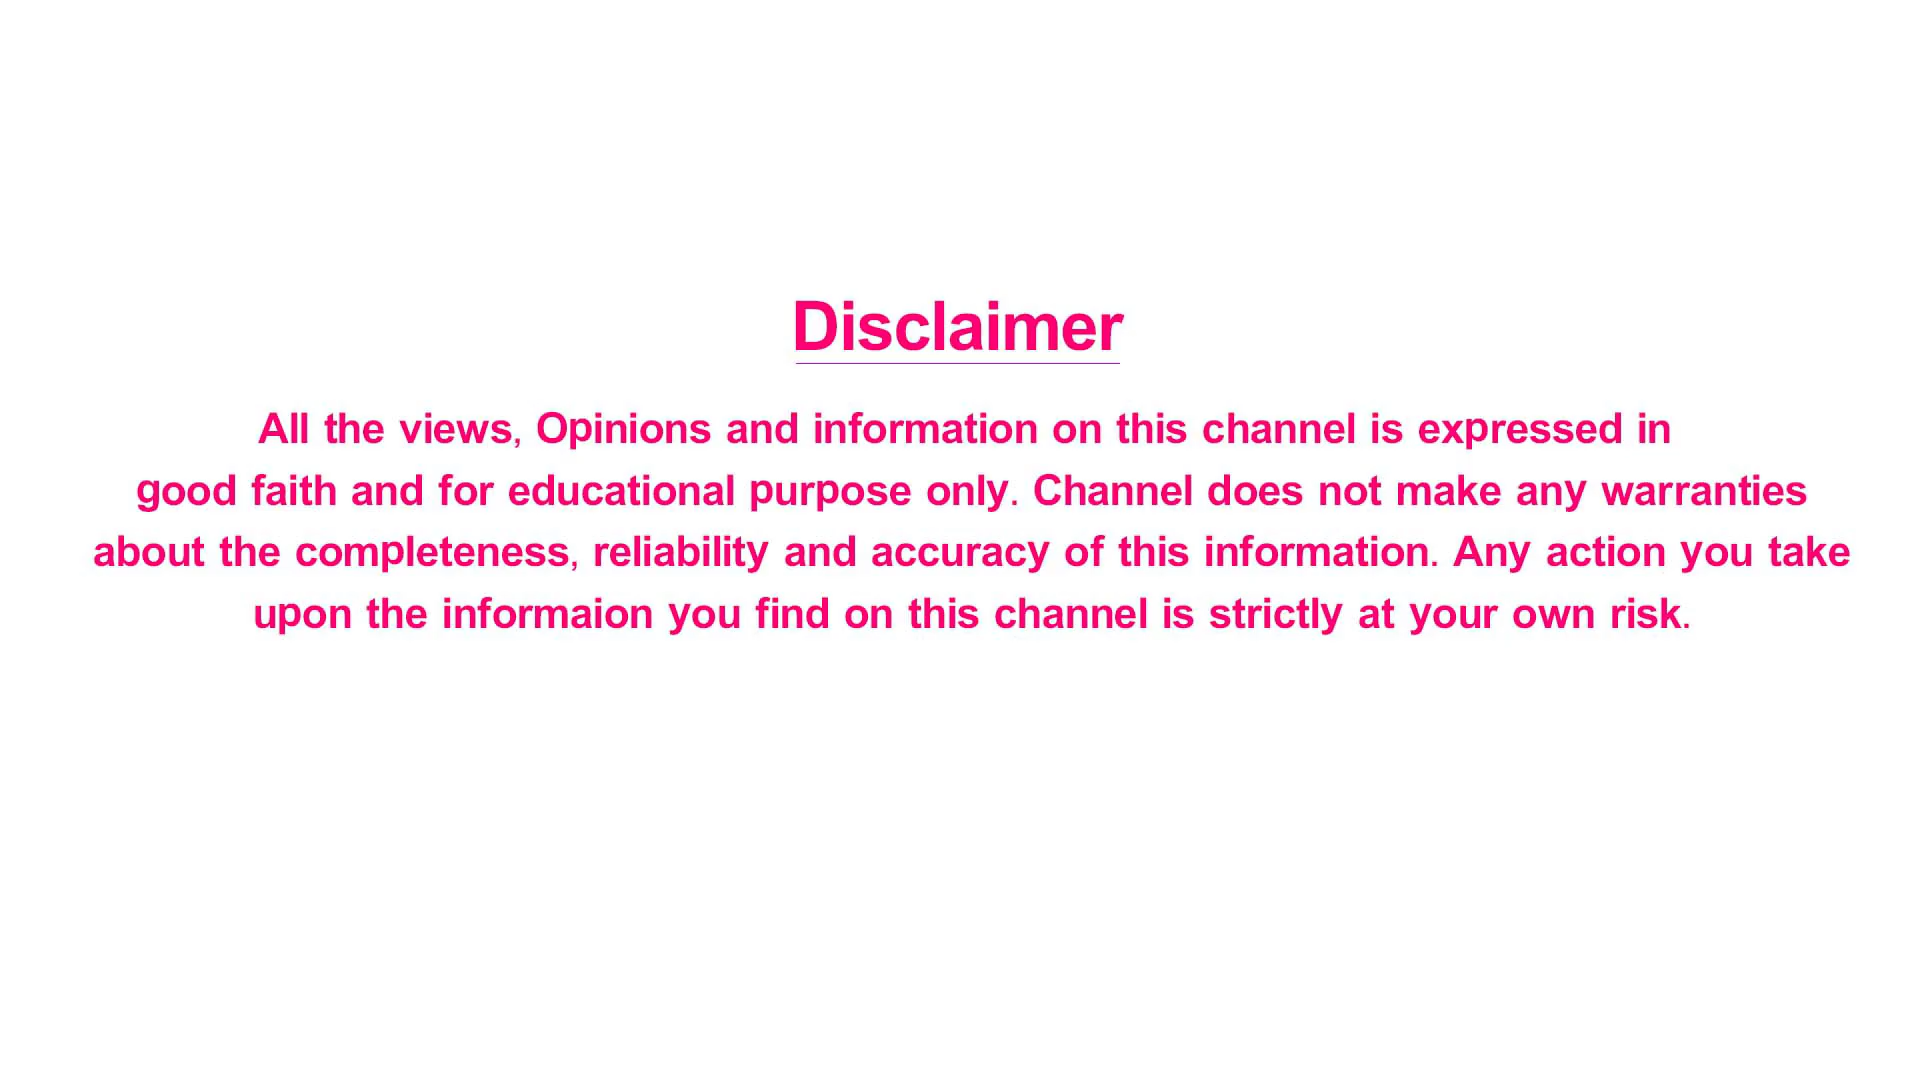 Disclaimer
All the views, Opinions and information on this channel is expressed in
good faith and for educational purpose only. Channel does not make any warranties
about the completeness, reliability and accuracy of this information. Any action you take
upon the informaion you find on this channel is strictly at your own risk.